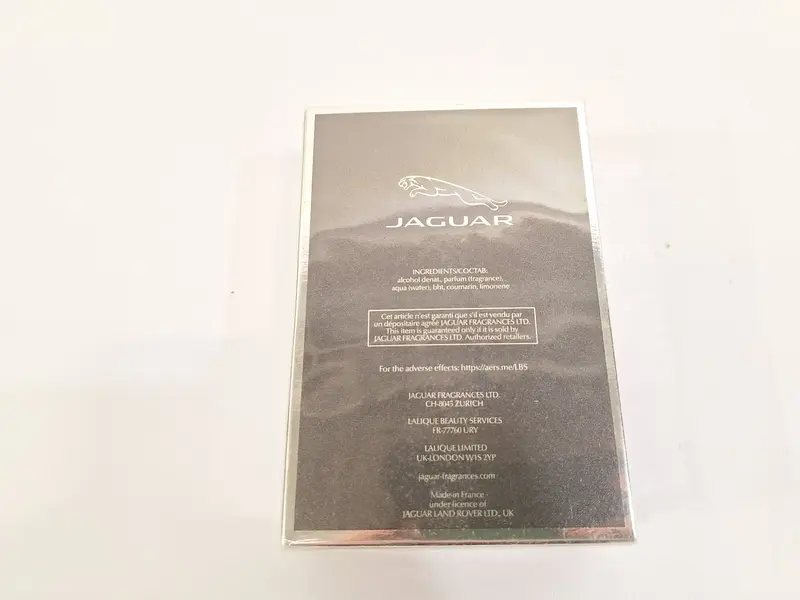 JAGUAR
INGREDIENTS/COCTAB:
alcohol denat., parfum (fragrance),
aqua (water), bht, coumarin, limonene
Cet article n'est garanti que s'il est vendu par
un dépositaire agréé JAGUAR FRAGRANCES LTD.
This item is guaranteed only if it is sold by
JAGUAR FRAGRANCES LTD. Authorized retailers.
For the adverse effects: https://aers.me/LBS
JAGUAR FRAGRANCES LTD.
CH-8045 ZURICH
LALIQUE BEAUTY SERVICES
FR-77760 URY
LALIQUE LIMITED
UK-LONDON W1S 2YP
jaguar-fragrances.com
Made in France
under licence of
JAGUAR LAND ROVER LTD., UK